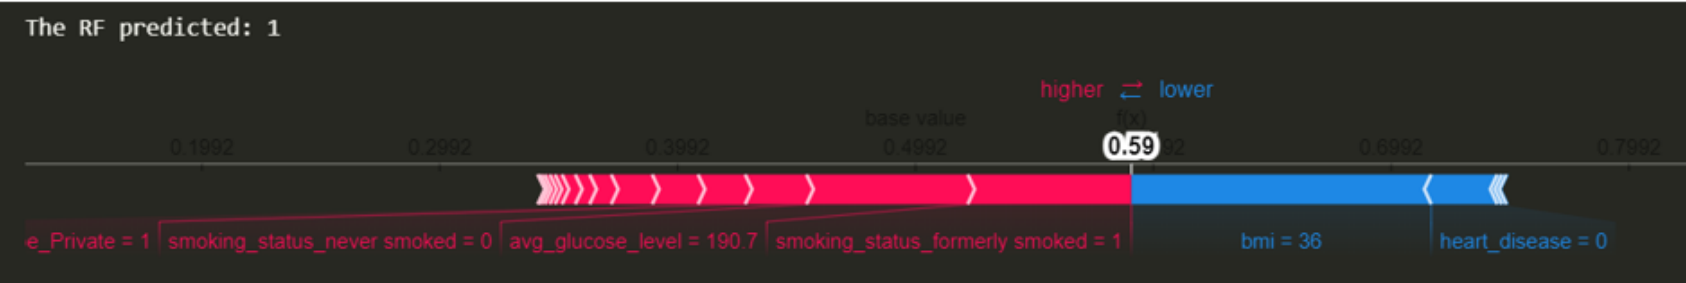 The RF predicted: 1
higher ⇄ lower
base value f(x)
0.1992 0.2992 0.3992 0.4992 0.59 92 0.6992 0.7992
e_Private = 1 smoking_status_never smoked = 0 avg_glucose_level = 190.7 smoking_status_formerly smoked = 1 bmi = 36 heart_disease = 0